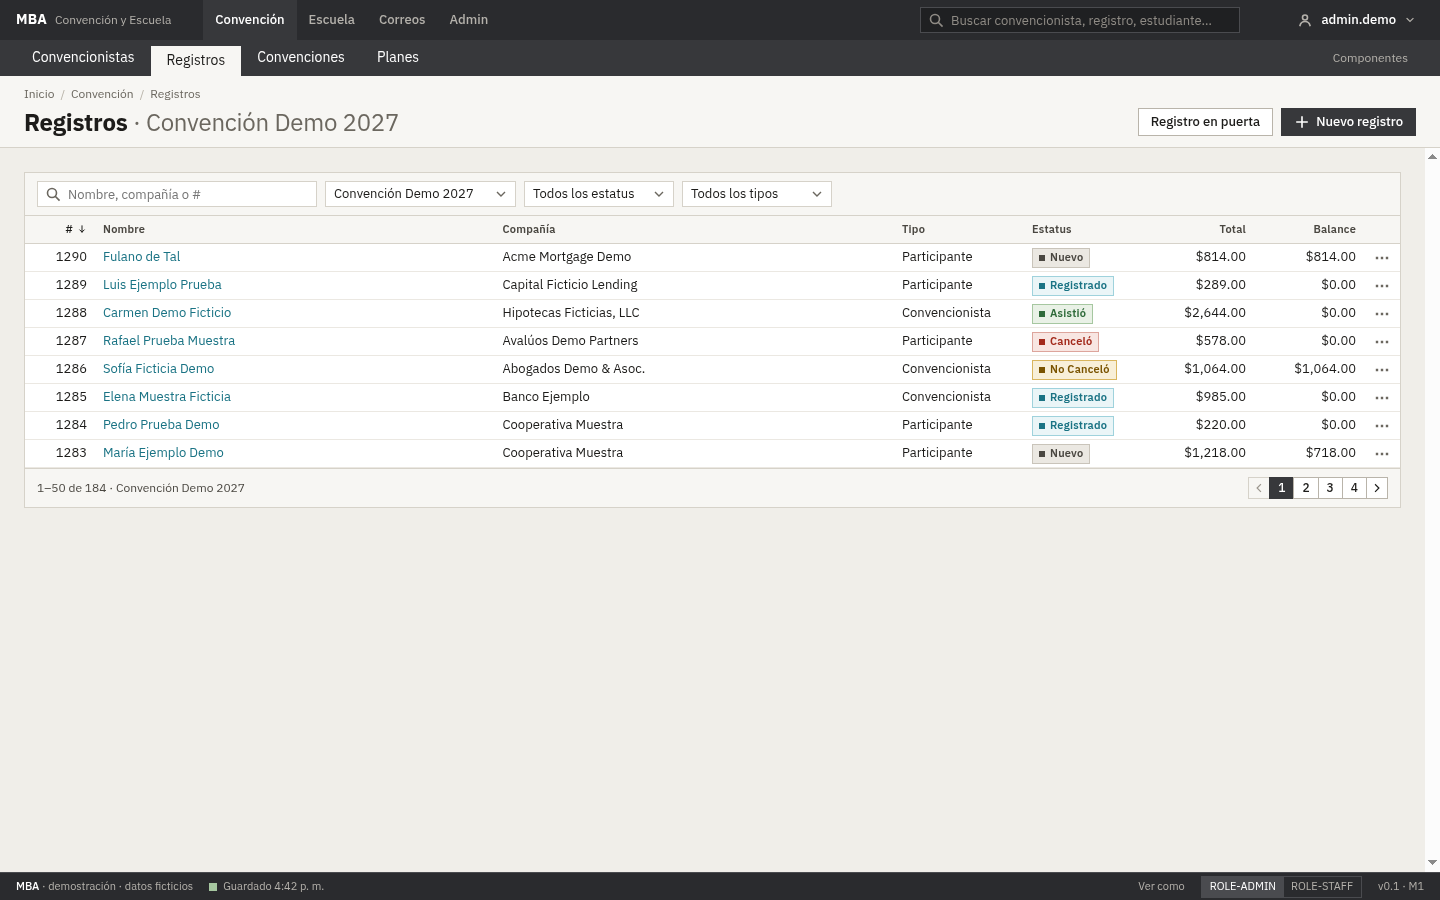 MBA Convención y Escuela Convención Escuela Correos Admin Buscar convencionista, registro, estudiante... admin.demo
Convencionistas Registros Convenciones Planes Componentes
Inicio / Convención / Registros
Registros · Convención Demo 2027 Registro en puerta Nuevo registro
Nombre, compañía o # Convención Demo 2027 Todos los estatus Todos los tipos
# ↓ Nombre Compañía Tipo Estatus Total Balance
1290 Fulano de Tal Acme Mortgage Demo Participante Nuevo $814.00 $814.00
1289 Luis Ejemplo Prueba Capital Ficticio Lending Participante Registrado $289.00 $0.00
1288 Carmen Demo Ficticio Hipotecas Ficticias, LLC Convencionista Asistió $2,644.00 $0.00
1287 Rafael Prueba Muestra Avalúos Demo Partners Participante Canceló $578.00 $0.00
1286 Sofía Ficticia Demo Abogados Demo & Asoc. Convencionista No Canceló $1,064.00 $1,064.00
1285 Elena Muestra Ficticia Banco Ejemplo Convencionista Registrado $985.00 $0.00
1284 Pedro Prueba Demo Cooperativa Muestra Participante Registrado $220.00 $0.00
1283 María Ejemplo Demo Cooperativa Muestra Participante Nuevo $1,218.00 $718.00
1–50 de 184 · Convención Demo 2027 1 2 3 4
MBA · demostración · datos ficticios Guardado 4:42 p. m. Ver como ROLE-ADMIN ROLE-STAFF v0.1 · M1